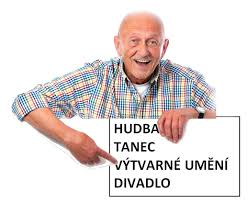 HUDBA
TANEC
VÝTVARNÉ UMĚNÍ
DIVADLO